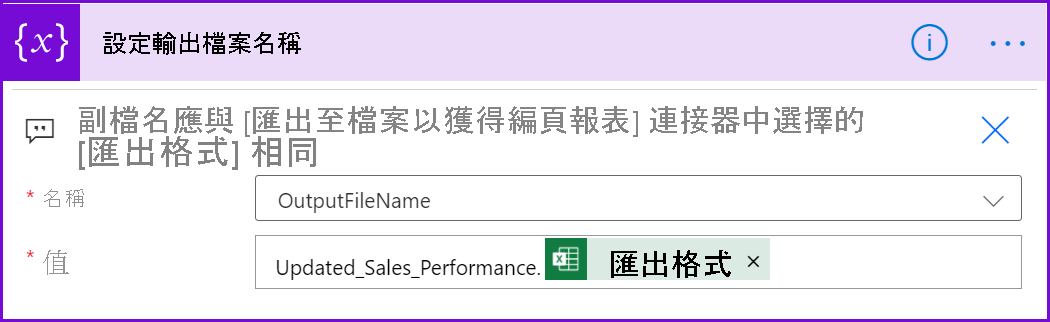 {x} 設定輸出檔案名稱
副檔名應與 [匯出至檔案以獲得編頁報表] 連接器中選擇的
[匯出格式] 相同
* 名稱 OutputFileName
* 值 Updated_Sales_Performance. 匯出格式 ×